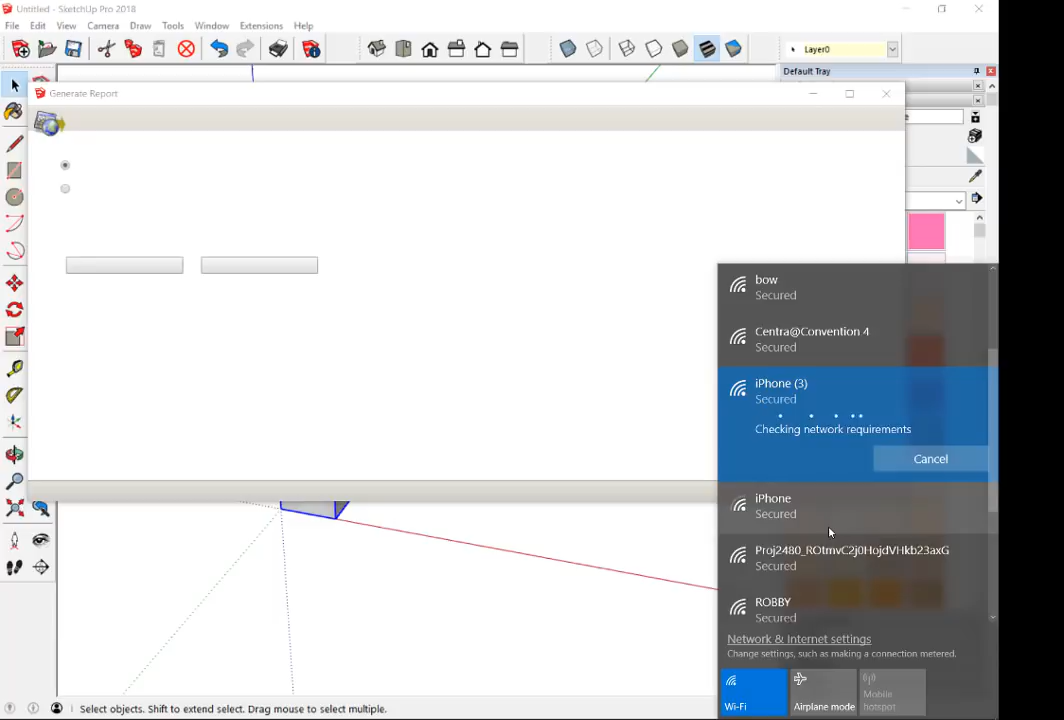 Untitled - SketchUp Pro 2018
File Edit View Camera Draw Tools Window Extensions Help
Layer0
Default Tray
Generate Report
bow
Secured
Centra@Convention 4
Secured
iPhone (3)
Secured
Checking network requirements
Cancel
iPhone
Secured
Proj2480_ROtmvC2j0HojdVHkb23axG
Secured
ROBBY
Secured
Network & Internet settings
Change settings, such as making a connection metered.
Wi-Fi
Airplane mode
Mobile hotspot
Select objects. Shift to extend select. Drag mouse to select multiple.